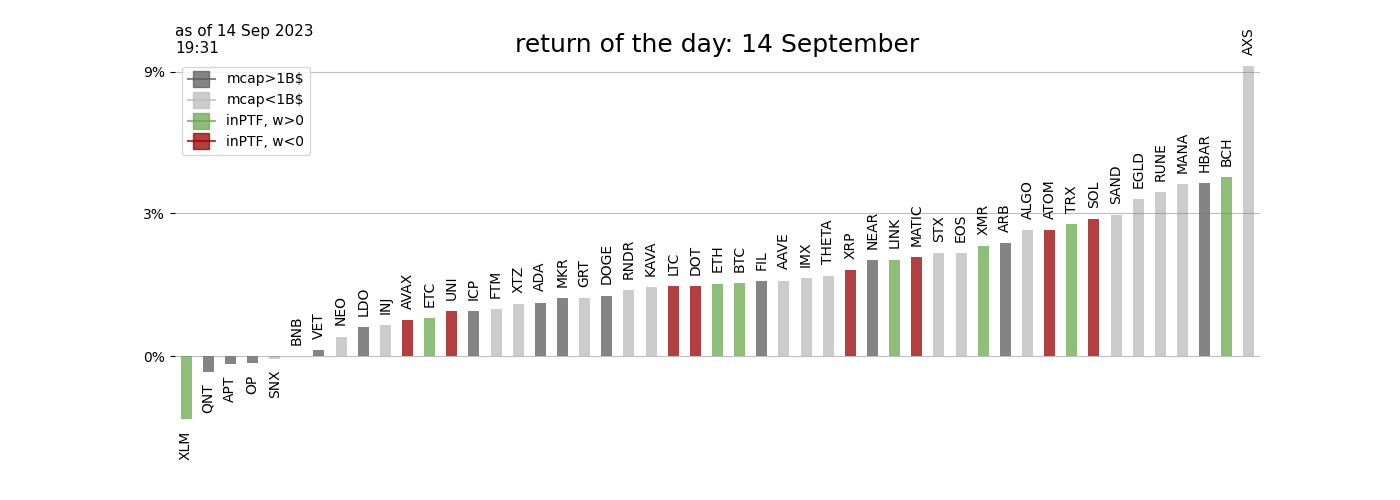 as of 14 Sep 2023
19:31
return of the day: 14 September
mcap>1B$
mcap<1B$
inPTF, w>0
inPTF, w<0
9%
3%
0%
XLM
QNT
APT
OP
SNX
BNB
VET
NEO
LDO
INJ
AVAX
ETC
UNI
ICP
FTM
XTZ
ADA
MKR
GRT
DOGE
RNDR
KAVA
LTC
DOT
ETH
BTC
FIL
AAVE
IMX
THETA
XRP
NEAR
LINK
MATIC
STX
EOS
XMR
ARB
ALGO
ATOM
TRX
SOL
SAND
EGLD
RUNE
MANA
HBAR
BCH
AXS